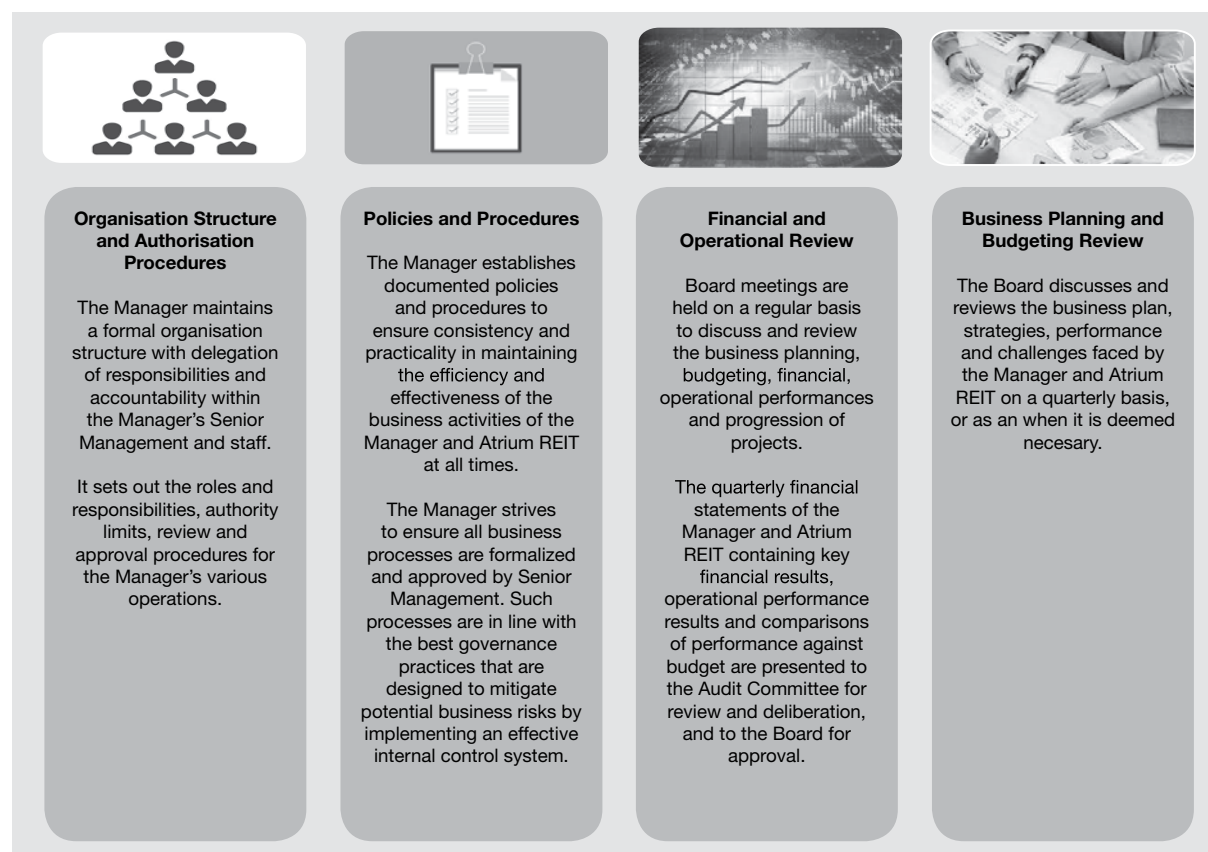 Organisation Structure
and Authorisation
Procedures
The Manager maintains
a formal organisation
structure with delegation
of responsibilities and
accountability within
the Manager's Senior
Management and staff.
It sets out the roles and
responsibilities, authority
limits, review and
approval procedures for
the Manager's various
operations.
Policies and Procedures
The Manager establishes
documented policies
and procedures to
ensure consistency and
practicality in maintaining
the efficiency and
effectiveness of the
business activities of the
Manager and Atrium REIT
at all times.
The Manager strives
to ensure all business
processes are formalized
and approved by Senior
Management. Such
processes are in line with
the best governance
practices that are
designed to mitigate
potential business risks by
implementing an effective
internal control system.
Financial and
Operational Review
Board meetings are
held on a regular basis
to discuss and review
the business planning,
budgeting, financial,
operational performances
and progression of
projects.
The quarterly financial
statements of the
Manager and Atrium
REIT containing key
financial results,
operational performance
results and comparisons
of performance against
budget are presented to
the Audit Committee for
review and deliberation,
and to the Board for
approval.
Business Planning and
Budgeting Review
The Board discusses and
reviews the business plan,
strategies, performance
and challenges faced by
the Manager and Atrium
REIT on a quarterly basis,
or as an when it is deemed
necesary.